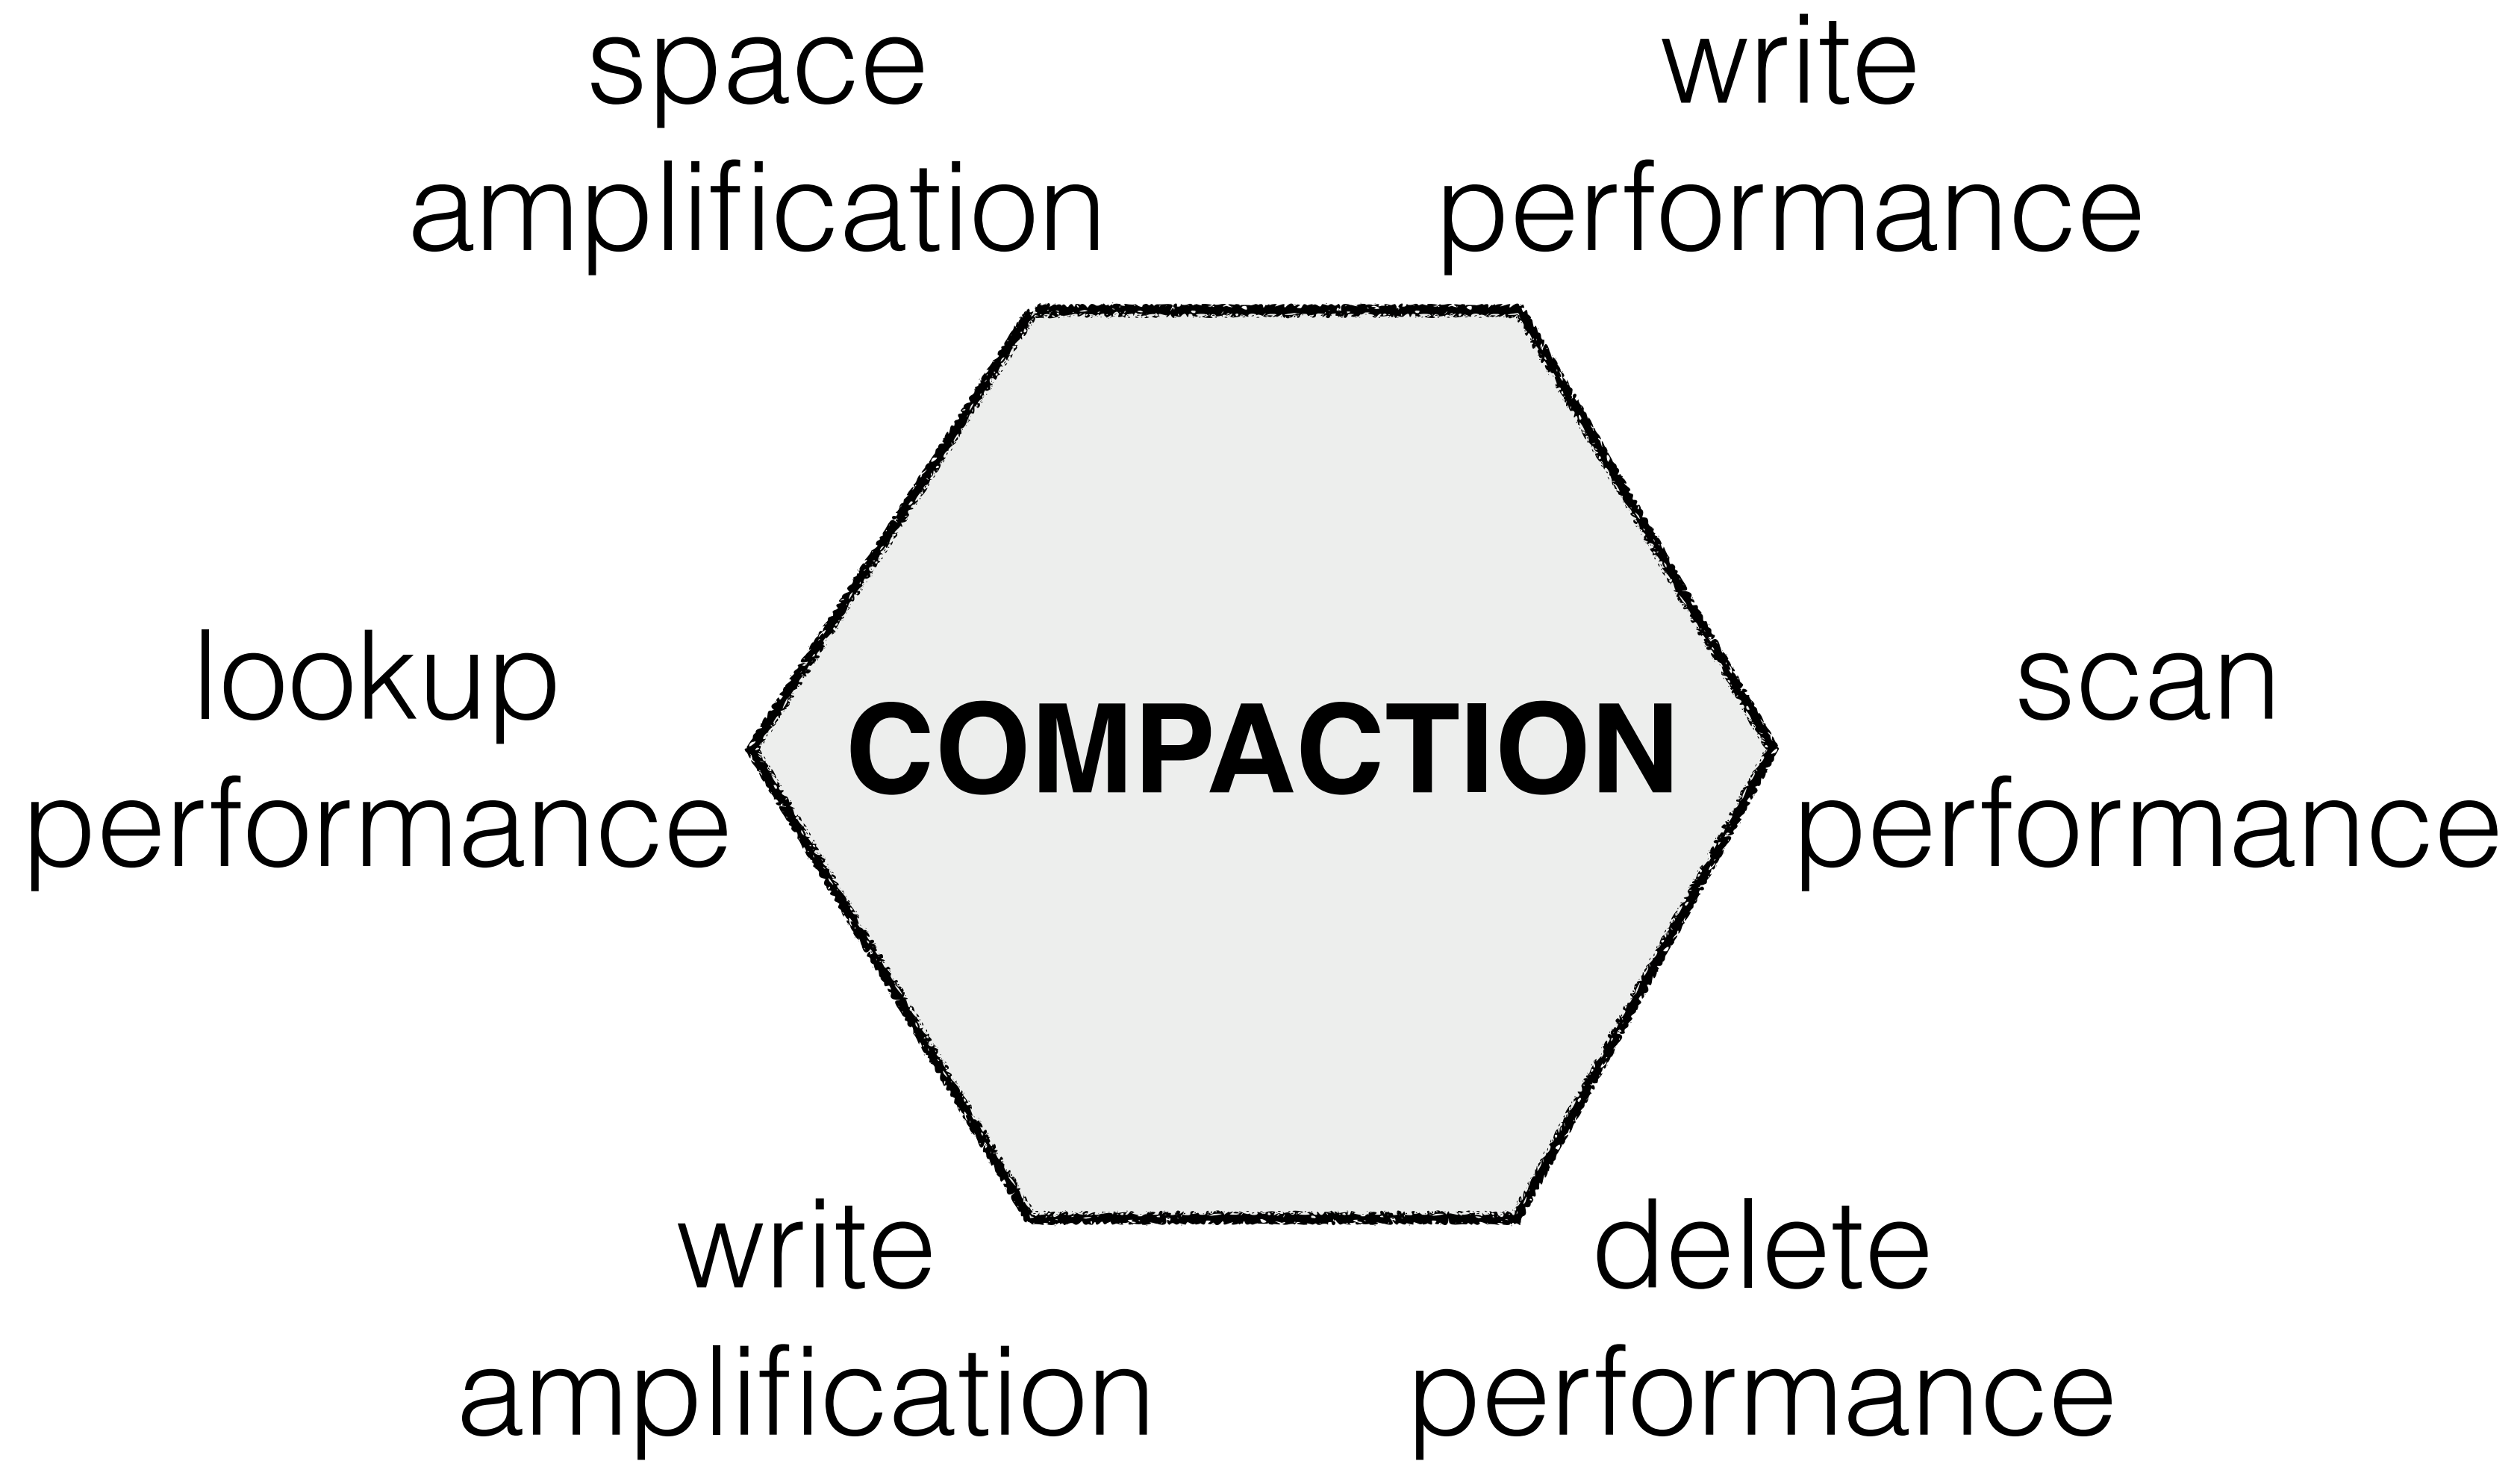 space
amplification
write
performance
lookup
performance
COMPACTION
scan
performance
write
amplification
delete
performance